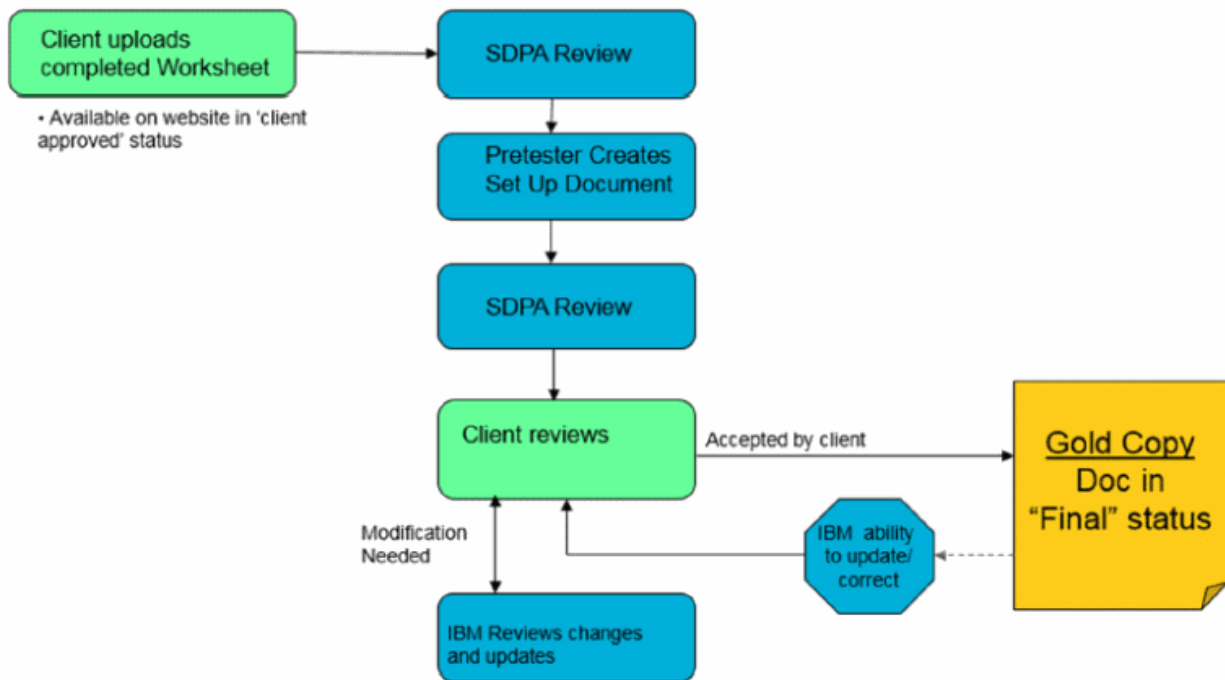 Client uploads
completed Worksheet
• Available on website in 'client
approved' status
SDPA Review
Pretester Creates
Set Up Document
SDPA Review
Client reviews
Accepted by client
Gold Copy
Doc in
“Final” status
IBM ability
to update/
correct
Modification
Needed
IBM Reviews changes
and updates